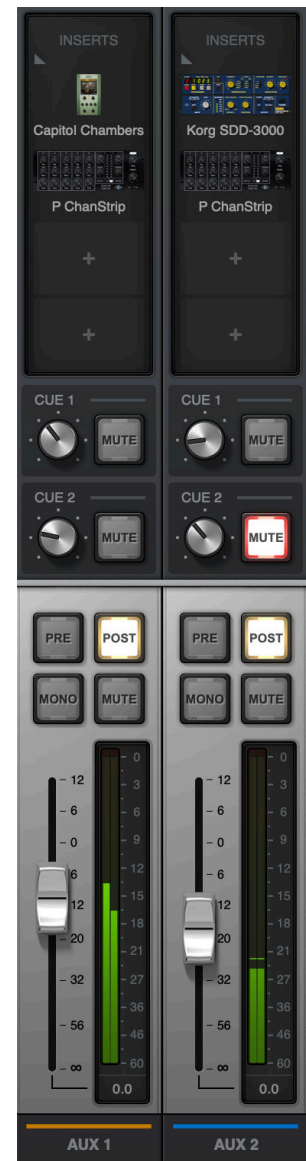 INSERTS INSERTS
Capitol Chambers Korg SDD-3000
P ChanStrip P ChanStrip
+ +
+ +
CUE 1 CUE 1
MUTE MUTE
CUE 2 CUE 2
MUTE MUTE
PRE POST PRE POST
MONO MUTE MONO MUTE
0 0
12 3 12 3
6 6 6 6
0 9 0 9
6 12 6 12
12 15 12 15
18 18
20 21 20 21
32 27 32 27
36 36
56 46 56 46
∞ 60 ∞ 60
0.0 0.0
AUX 1 AUX 2